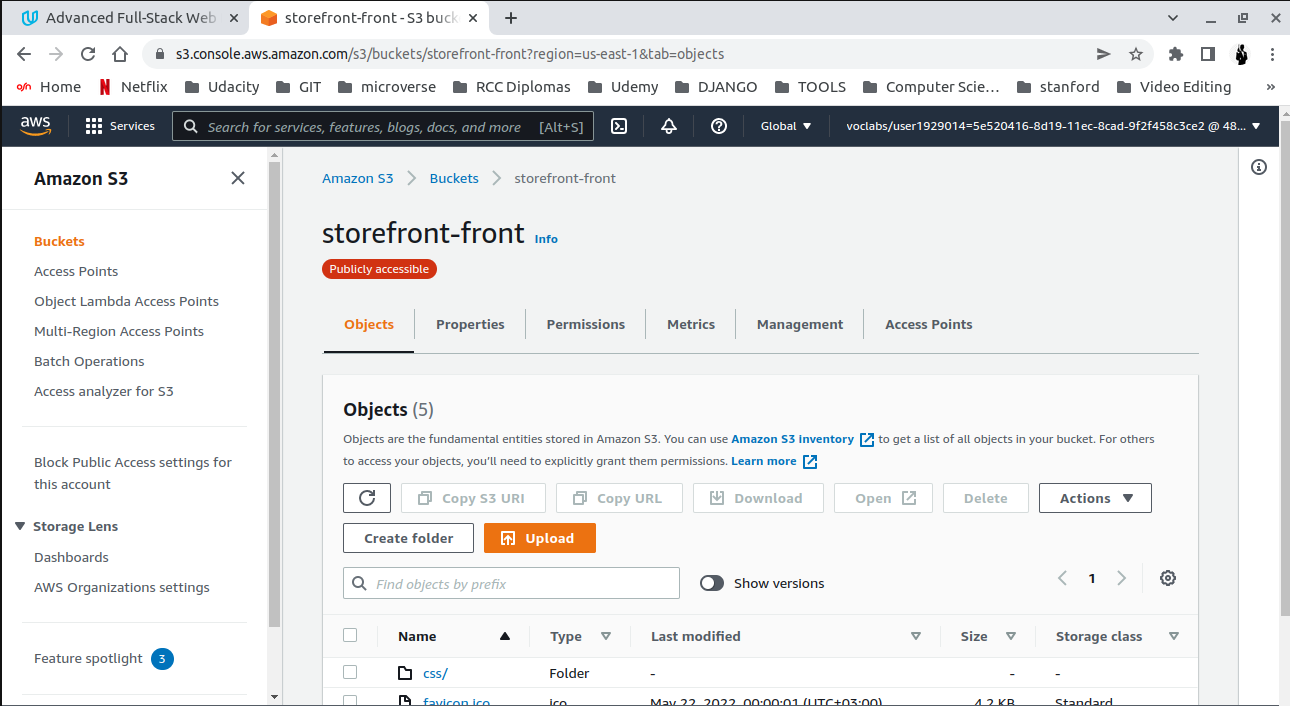 Advanced Full-Stack Web
storefront-front - S3 buck
s3.console.aws.amazon.com/s3/buckets/storefront-front?region=us-east-1&tab=objects
Home Netflix Udacity GIT microverse RCC Diplomas Udemy DJANGO TOOLS Computer Scie... stanford Video Editing »
aws Services Search for services, features, blogs, docs, and more [Alt+S] Global voclabs/user1929014=5e520416-8d19-11ec-8cad-9f2f458c3ce2 @ 48...
Amazon S3
Buckets
Access Points
Object Lambda Access Points
Multi-Region Access Points
Batch Operations
Access analyzer for S3
Block Public Access settings for
this account
Storage Lens
Dashboards
AWS Organizations settings
Feature spotlight 3
Amazon S3 Buckets storefront-front
storefront-front Info
Publicly accessible
Objects Properties Permissions Metrics Management Access Points
Objects (5)
Objects are the fundamental entities stored in Amazon S3. You can use Amazon S3 inventory to get a list of all objects in your bucket. For others
to access your objects, you'll need to explicitly grant them permissions. Learn more
Copy S3 URI Copy URL Download Open Delete Actions
Create folder Upload
Find objects by prefix Show versions 1
Name Type Last modified Size Storage class
css/ Folder - - -
favicon.ico ico May 22, 2022, 00:00:01 (UTC+03:00) 4.2 KB Standard